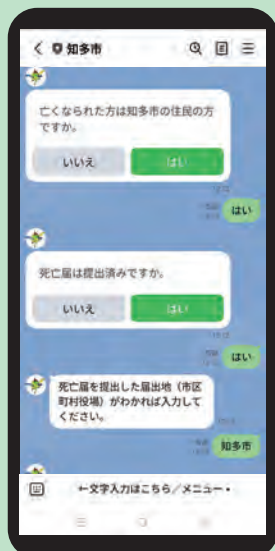 知多市
亡くなられた方は知多市の住民の方
ですか。
いいえ
はい
はい
死亡届は提出済みですか。
いいえ
はい
はい
死亡届を提出した届出地（市区
町村役場）がわかれば入力して
ください。
知多市
←文字入力はこちら／メニュー・